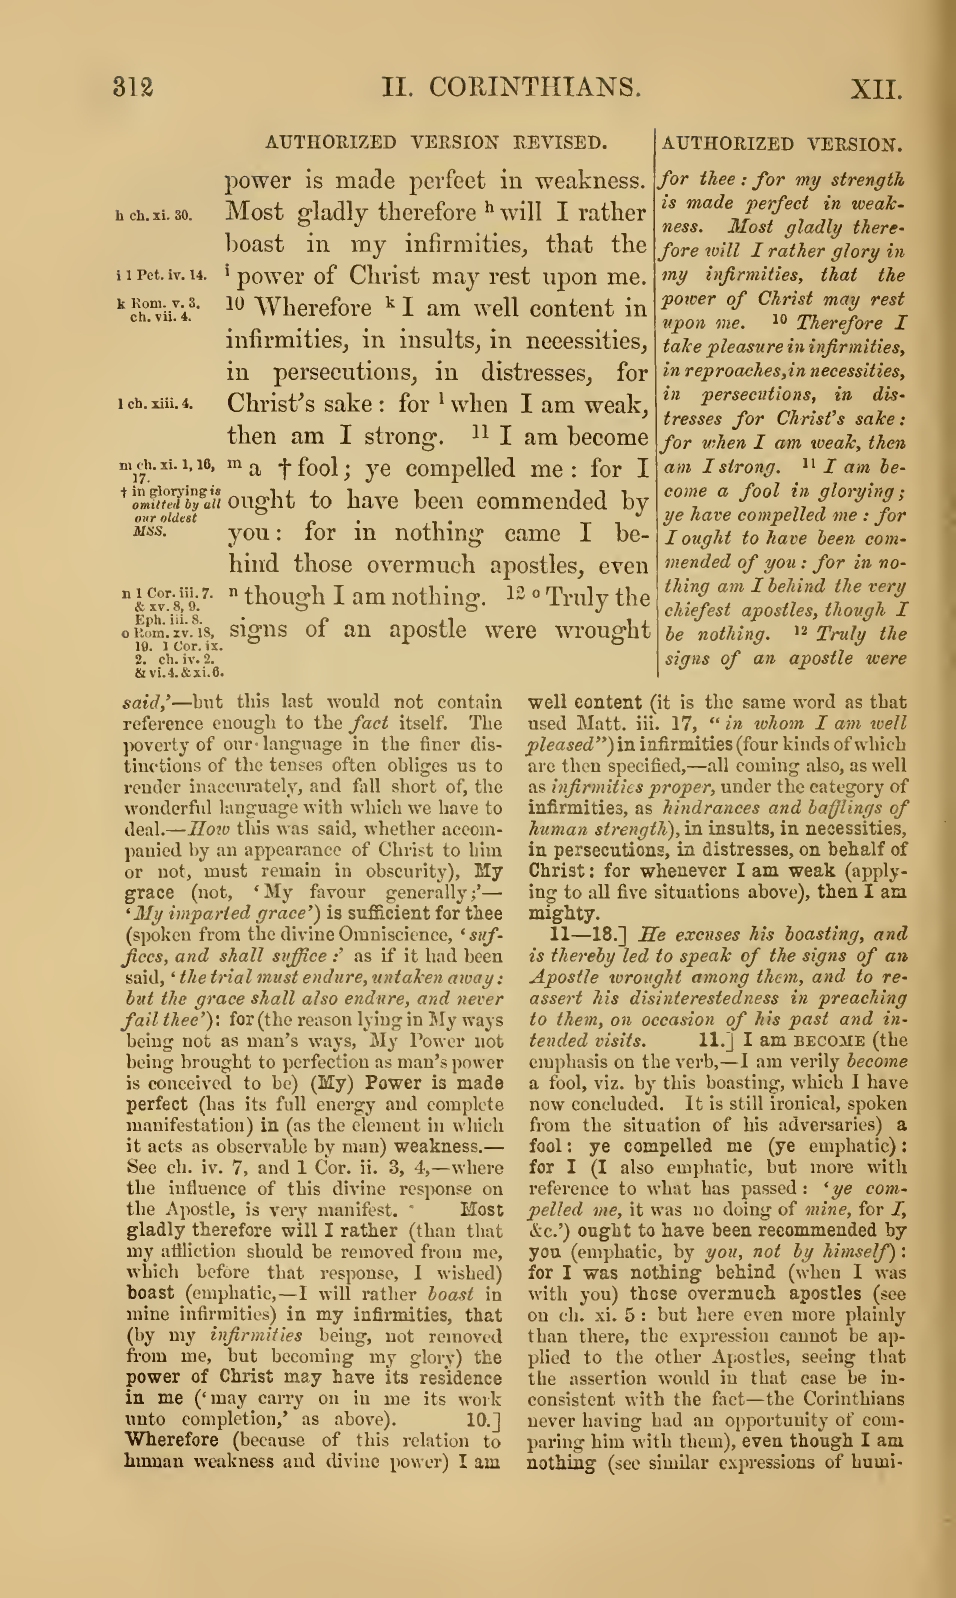 312
II. CORINTHIANS.
XII.
AUTHORIZED VERSION REVISED.
power is made perfect in weakness.
h ch. xi. 30.
Most gladly therefore h will I rather
boast in my infirmities, that the
i 1 Pet. iv. 14.
i power of Christ may rest upon me.
k Rom. v. 3.
ch. vii. 4.
10 Wherefore k I am well content in
infirmities, in insults, in necessities,
in persecutions, in distresses, for
l ch. xiii. 4.
Christ's sake: for l when I am weak,
then am I strong. 11 I am become
m ch. xi. 1, 16,
17.
m a † fool; ye compelled me: for I
† in glorying is
omitted by all
our oldest
MSS.
ought to have been commended by
you: for in nothing came I be-
hind those overmuch apostles, even
n 1 Cor. iii. 7.
& xv. 8, 9.
Eph. iii. 8.
n though I am nothing. 12 o Truly the
o Rom. xv. 18,
19. 1 Cor. ix.
2. ch. iv. 2.
& vi. 4. & xi. 6.
signs of an apostle were wrought
AUTHORIZED VERSION.
for thee: for my strength
is made perfect in weak-
ness. Most gladly there-
fore will I rather glory in
my infirmities, that the
power of Christ may rest
upon me. 10 Therefore I
take pleasure in infirmities,
in reproaches, in necessities,
in persecutions, in dis-
tresses for Christ's sake:
for when I am weak, then
am I strong. 11 I am be-
come a fool in glorying;
ye have compelled me: for
I ought to have been com-
mended of you: for in no-
thing am I behind the very
chiefest apostles, though I
be nothing. 12 Truly the
signs of an apostle were
said,'—but this last would not contain
reference enough to the fact itself. The
poverty of our language in the finer dis-
tinctions of the tenses often obliges us to
render inaccurately, and fall short of, the
wonderful language with which we have to
deal.—How this was said, whether accom-
panied by an appearance of Christ to him
or not, must remain in obscurity), My
grace (not, 'My favour generally;'—
'My imparted grace') is sufficient for thee
(spoken from the divine Omniscience, 'suf-
fices, and shall suffice:' as if it had been
said, 'the trial must endure, untaken away:
but the grace shall also endure, and never
fail thee'): for (the reason lying in My ways
being not as man's ways, My Power not
being brought to perfection as man's power
is conceived to be) (My) Power is made
perfect (has its full energy and complete
manifestation) in (as the element in which
it acts as observable by man) weakness.—
See ch. iv. 7, and 1 Cor. ii. 3, 4,—where
the influence of this divine response on
the Apostle, is very manifest. Most
gladly therefore will I rather (than that
my affliction should be removed from me,
which before that response, I wished)
boast (emphatic,—I will rather boast in
mine infirmities) in my infirmities, that
(by my infirmities being, not removed
from me, but becoming my glory) the
power of Christ may have its residence
in me ('may carry on in me its work
unto completion,' as above). 10.]
Wherefore (because of this relation to
human weakness and divine power) I am
well content (it is the same word as that
used Matt. iii. 17, "in whom I am well
pleased") in infirmities (four kinds of which
are then specified,—all coming also, as well
as infirmities proper, under the category of
infirmities, as hindrances and bafflings of
human strength), in insults, in necessities,
in persecutions, in distresses, on behalf of
Christ: for whenever I am weak (apply-
ing to all five situations above), then I am
mighty.
11—18.] He excuses his boasting, and
is thereby led to speak of the signs of an
Apostle wrought among them, and to re-
assert his disinterestedness in preaching
to them, on occasion of his past and in-
tended visits. 11.] I am BECOME (the
emphasis on the verb,—I am verily become
a fool, viz. by this boasting, which I have
now concluded. It is still ironical, spoken
from the situation of his adversaries) a
fool: ye compelled me (ye emphatic):
for I (I also emphatic, but more with
reference to what has passed: 'ye com-
pelled me, it was no doing of mine, for I,
&c.') ought to have been recommended by
you (emphatic, by you, not by himself):
for I was nothing behind (when I was
with you) those overmuch apostles (see
on ch. xi. 5: but here even more plainly
than there, the expression cannot be ap-
plied to the other Apostles, seeing that
the assertion would in that case be in-
consistent with the fact—the Corinthians
never having had an opportunity of com-
paring him with them), even though I am
nothing (see similar expressions of humi-